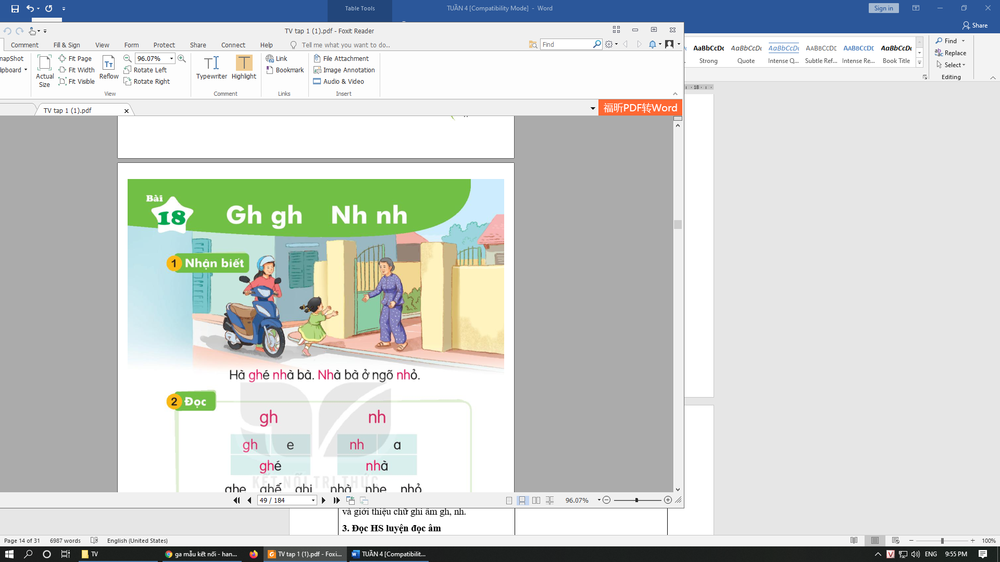 Table Tools
TUẦN 4 [Compatibility Mode] - Word
Sign in
Share
TV tap 1 (1).pdf - Foxit Reader
Comment Fill & Sign View Form Protect Share Connect Help Tell me what you want to do..
Find
SnapShot
Clipboard
Actual Size
Fit Page
Fit Width
Fit Visible
Reflow
96.07%
Rotate Left
Rotate Right
View
Typewriter Highlight
Comment
Link
Bookmark
Links
File Attachment
Image Annotation
Audio & Video
Insert
AaBbCcDc AaBbCcDc AaBbCcDc AABBCCDE AABBCCDE AaBbCcDc
Strong Quote Intense Q... Subtle Ref... Intense Re... Book Title
Find
Replace
Select
Editing
18
TV tap 1 (1).pdf
福昕PDF转Word
Bài
18
Gh gh Nh nh
1 Nhận biết
Hà ghé nhà bà. Nhà bà ở ngõ nhỏ.
2 Đọc
gh nh
gh e nh a
ghé nhà
KẾT NỐI TRI THỨC
ghe ghế ghi nhà nhẹ nhỏ
49 / 184
96.07%
và giới thiệu chữ ghi âm gh, nh.
3. Đọc HS luyện đọc âm
Page 14 of 31 6987 words English (United States)
100%
TV
ga mẫu kết nối - han...
TV tap 1 (1).pdf - Foxi...
TUẦN 4 [Compatibilit...
ENG
9:55 PM